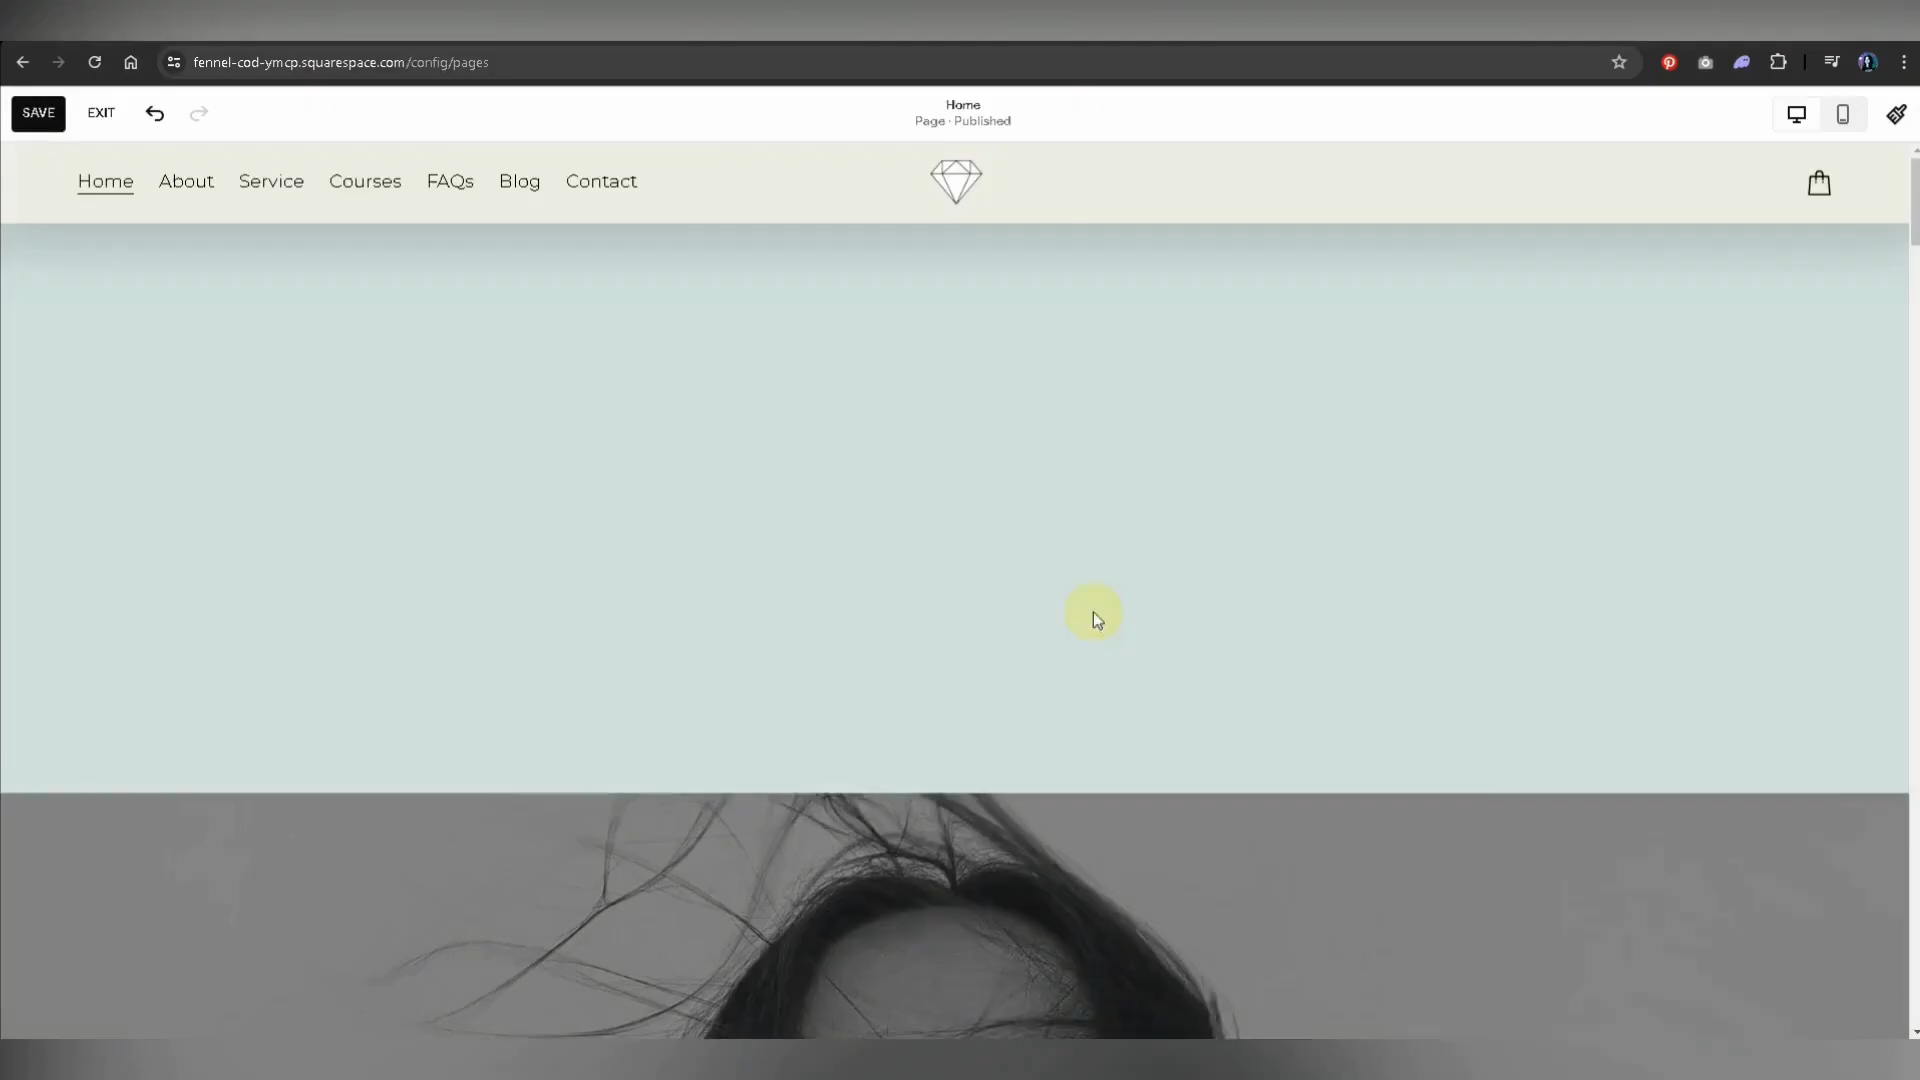 fennel-cod-ymcp.squarespace.com/config/pages
SAVE EXIT
Home
Page · Published
Home About Service Courses FAQs Blog Contact